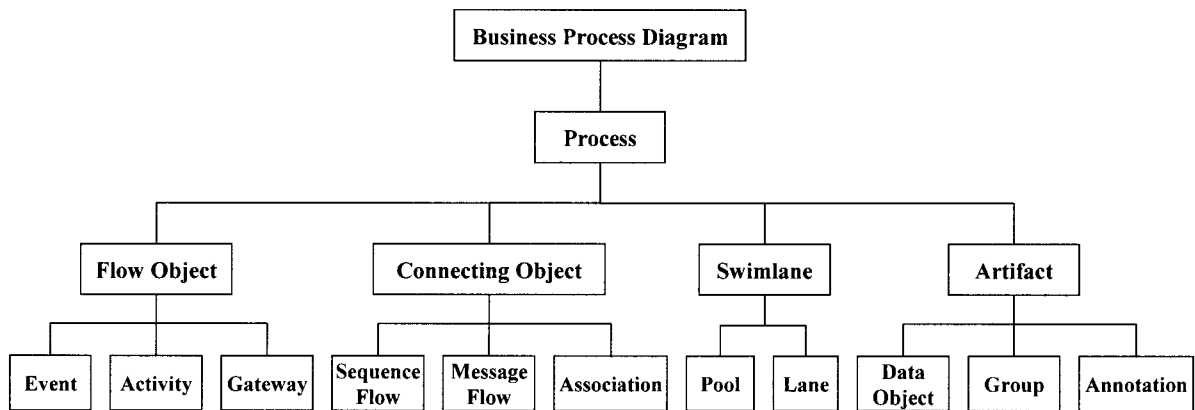 Business Process Diagram
Process
Flow Object
Connecting Object
Swimlane
Artifact
Event
Activity
Gateway
Sequence
Flow
Message
Flow
Association
Pool
Lane
Data
Object
Group
Annotation